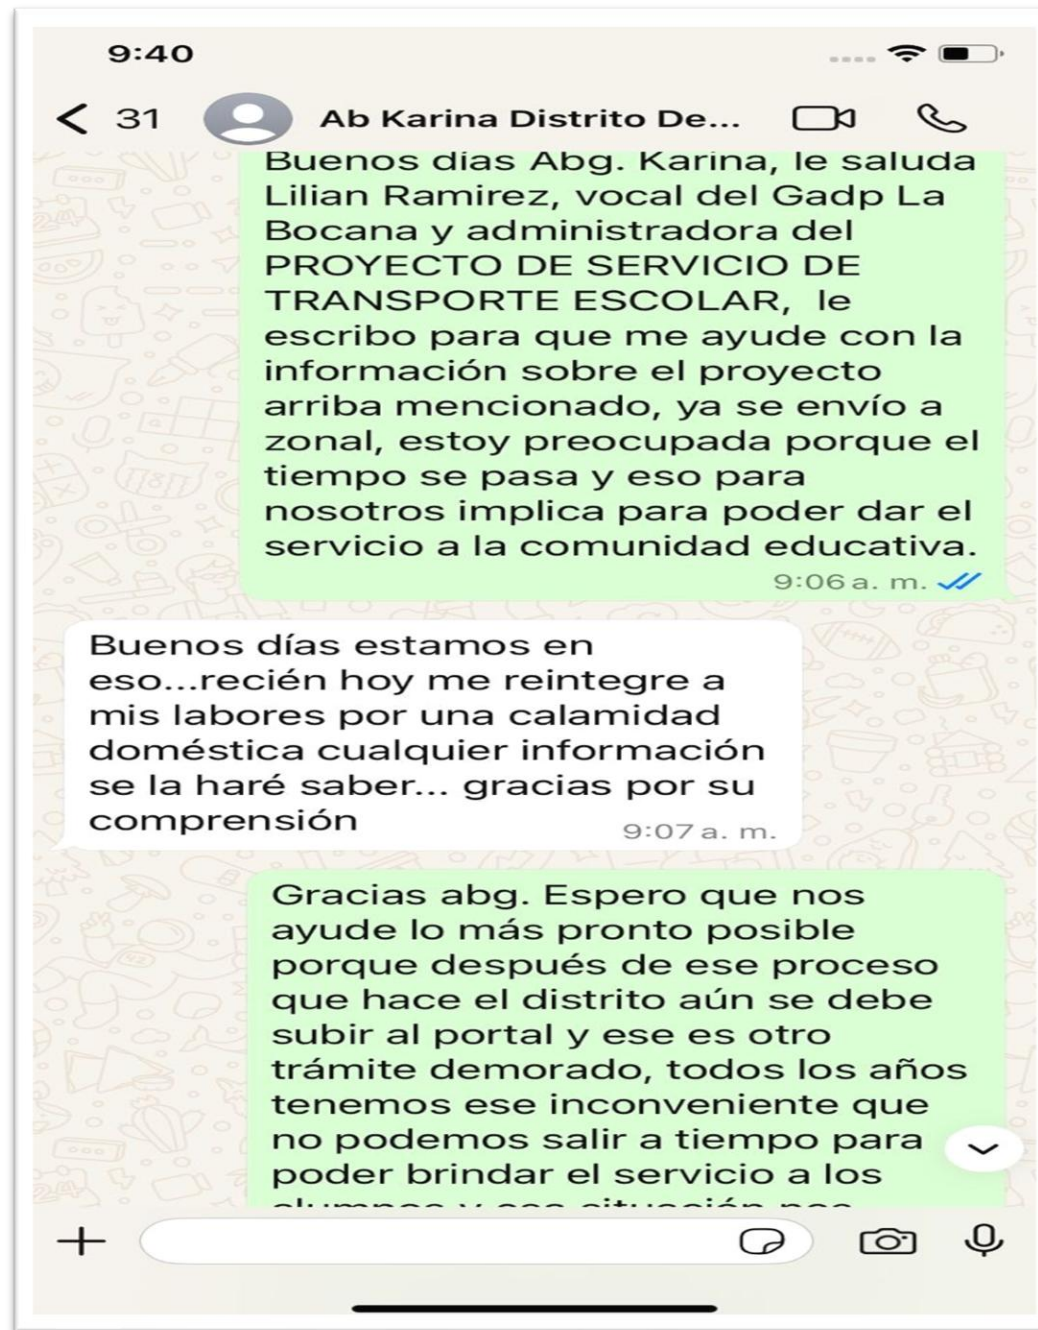 9:40
31
Ab Karina Distrito De...
Buenos días Abg. Karina, le saluda
Lilian Ramirez, vocal del Gadp La
Bocana y administradora del
PROYECTO DE SERVICIO DE
TRANSPORTE ESCOLAR, le
escribo para que me ayude con la
información sobre el proyecto
arriba mencionado, ya se envío a
zonal, estoy preocupada porque el
tiempo se pasa y eso para
nosotros implica para poder dar el
servicio a la comunidad educativa.
9:06 a. m.
Buenos días estamos en
eso...recién hoy me reintegre a
mis labores por una calamidad
doméstica cualquier información
se la haré saber... gracias por su
comprensión
9:07 a. m.
Gracias abg. Espero que nos
ayude lo más pronto posible
porque después de ese proceso
que hace el distrito aún se debe
subir al portal y ese es otro
trámite demorado, todos los años
tenemos ese inconveniente que
no podemos salir a tiempo para
poder brindar el servicio a los